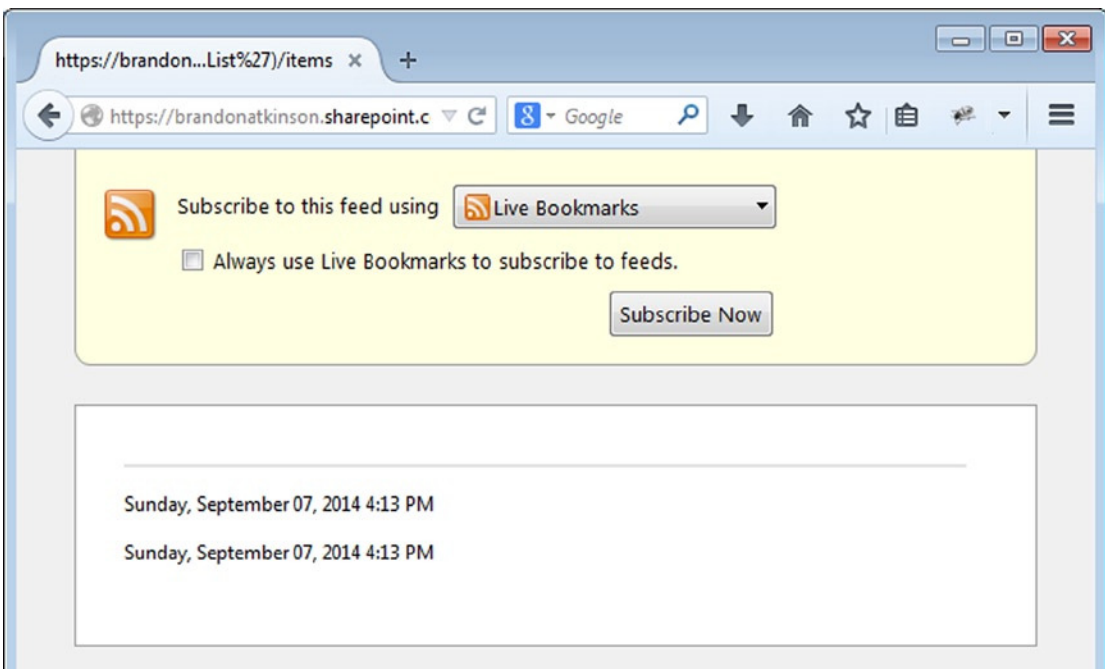 https://brandon...List%27)/items
https://brandonatkinson.sharepoint.c
8 Google
Subscribe to this feed using Live Bookmarks
Always use Live Bookmarks to subscribe to feeds.
Subscribe Now
Sunday, September 07, 2014 4:13 PM
Sunday, September 07, 2014 4:13 PM